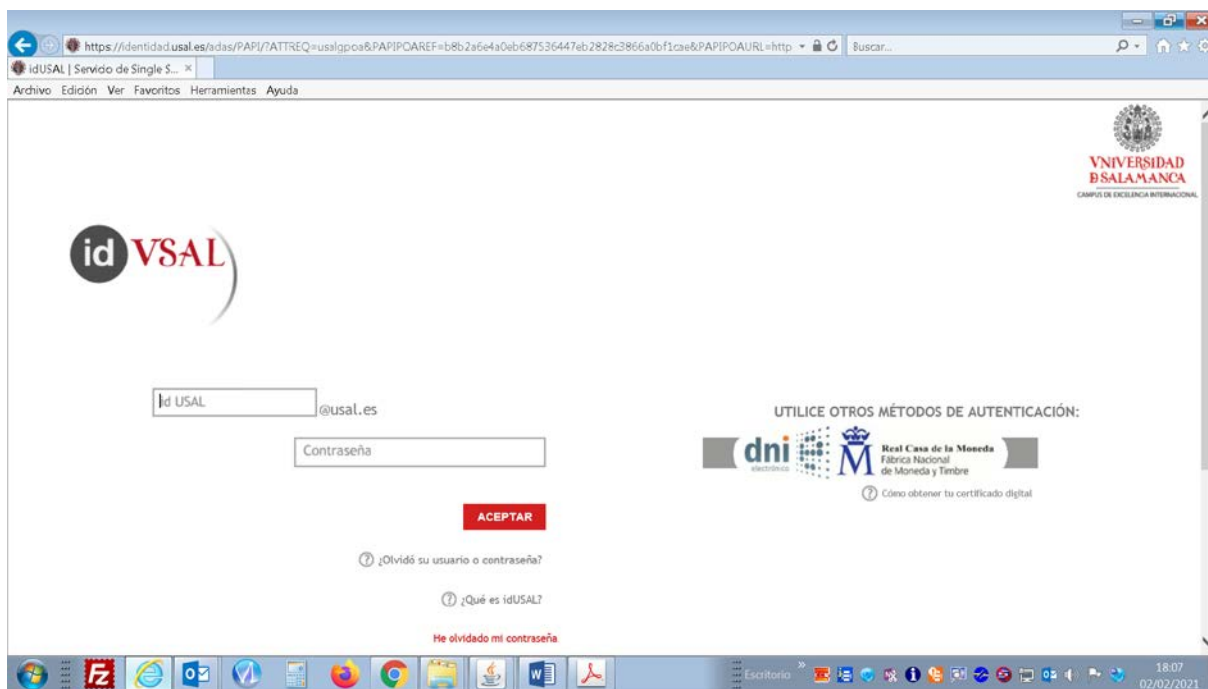 https://identidad.usal.es/adas/PAPI/?ATTREQ=usalgpoa&PAPIPOAREF=b8b2a6e4a0eb687536447eb2828c3866a0bf1cae&PAPIPOAURL=http
Buscar...
idUSAL | Servicio de Single S...
Archivo Edición Ver Favoritos Herramientas Ayuda
VNIVERSIDAD
D SALAMANCA
CAMPUS DE EXCELENCIA INTERNACIONAL
id VSAL
id USAL
@usal.es
Contraseña
ACEPTAR
¿Olvidó su usuario o contraseña?
¿Qué es idUSAL?
He olvidado mi contraseña
UTILICE OTROS MÉTODOS DE AUTENTICACIÓN:
dni
electrónico
Real Casa de la Moneda
Fábrica Nacional
de Moneda y Timbre
Cómo obtener tu certificado digital
Escritorio
18:07
02/02/2021